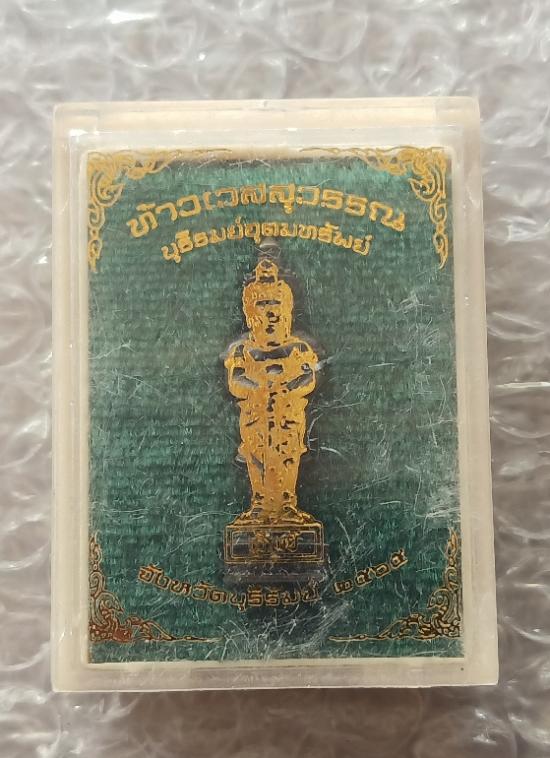 ท้าวเวสสุวรรณ
บุรีรมย์อุดมทรัพย์
จังหวัดบุรีรัมย์ ๒๕๖๕